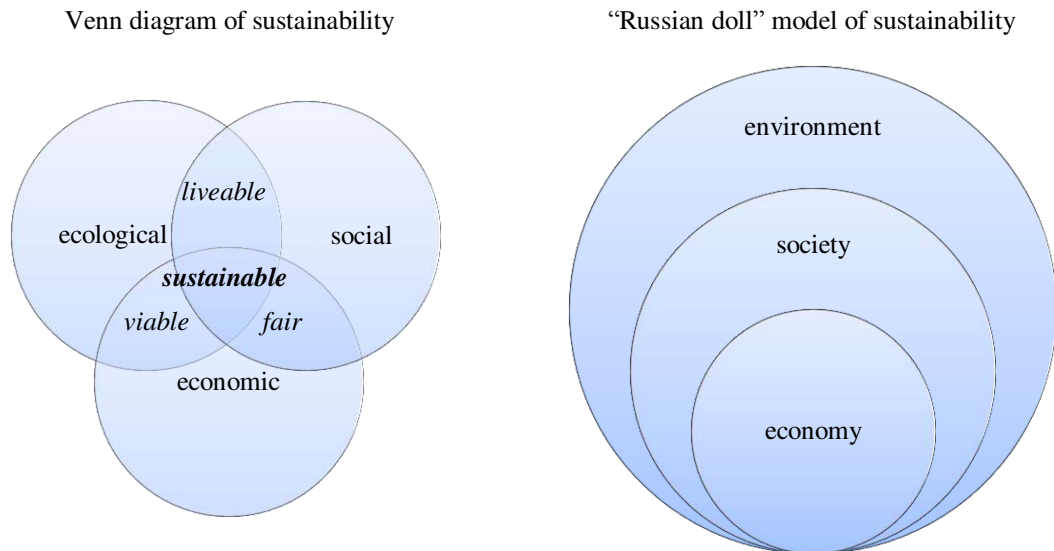 Venn diagram of sustainability
“Russian doll” model of sustainability
liveable
ecological
social
sustainable
viable
fair
economic
environment
society
economy